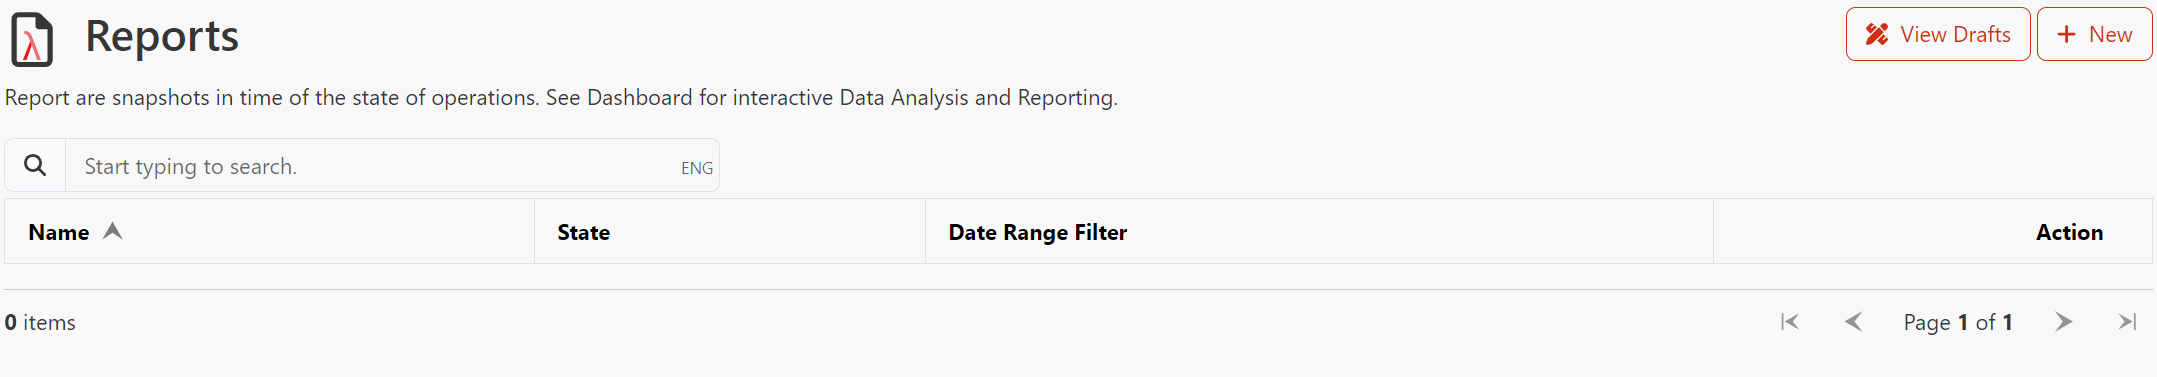 Reports
View Drafts
New
Report are snapshots in time of the state of operations. See Dashboard for interactive Data Analysis and Reporting.
Start typing to search.
ENG
Name State Date Range Filter Action
0 items
Page 1 of 1